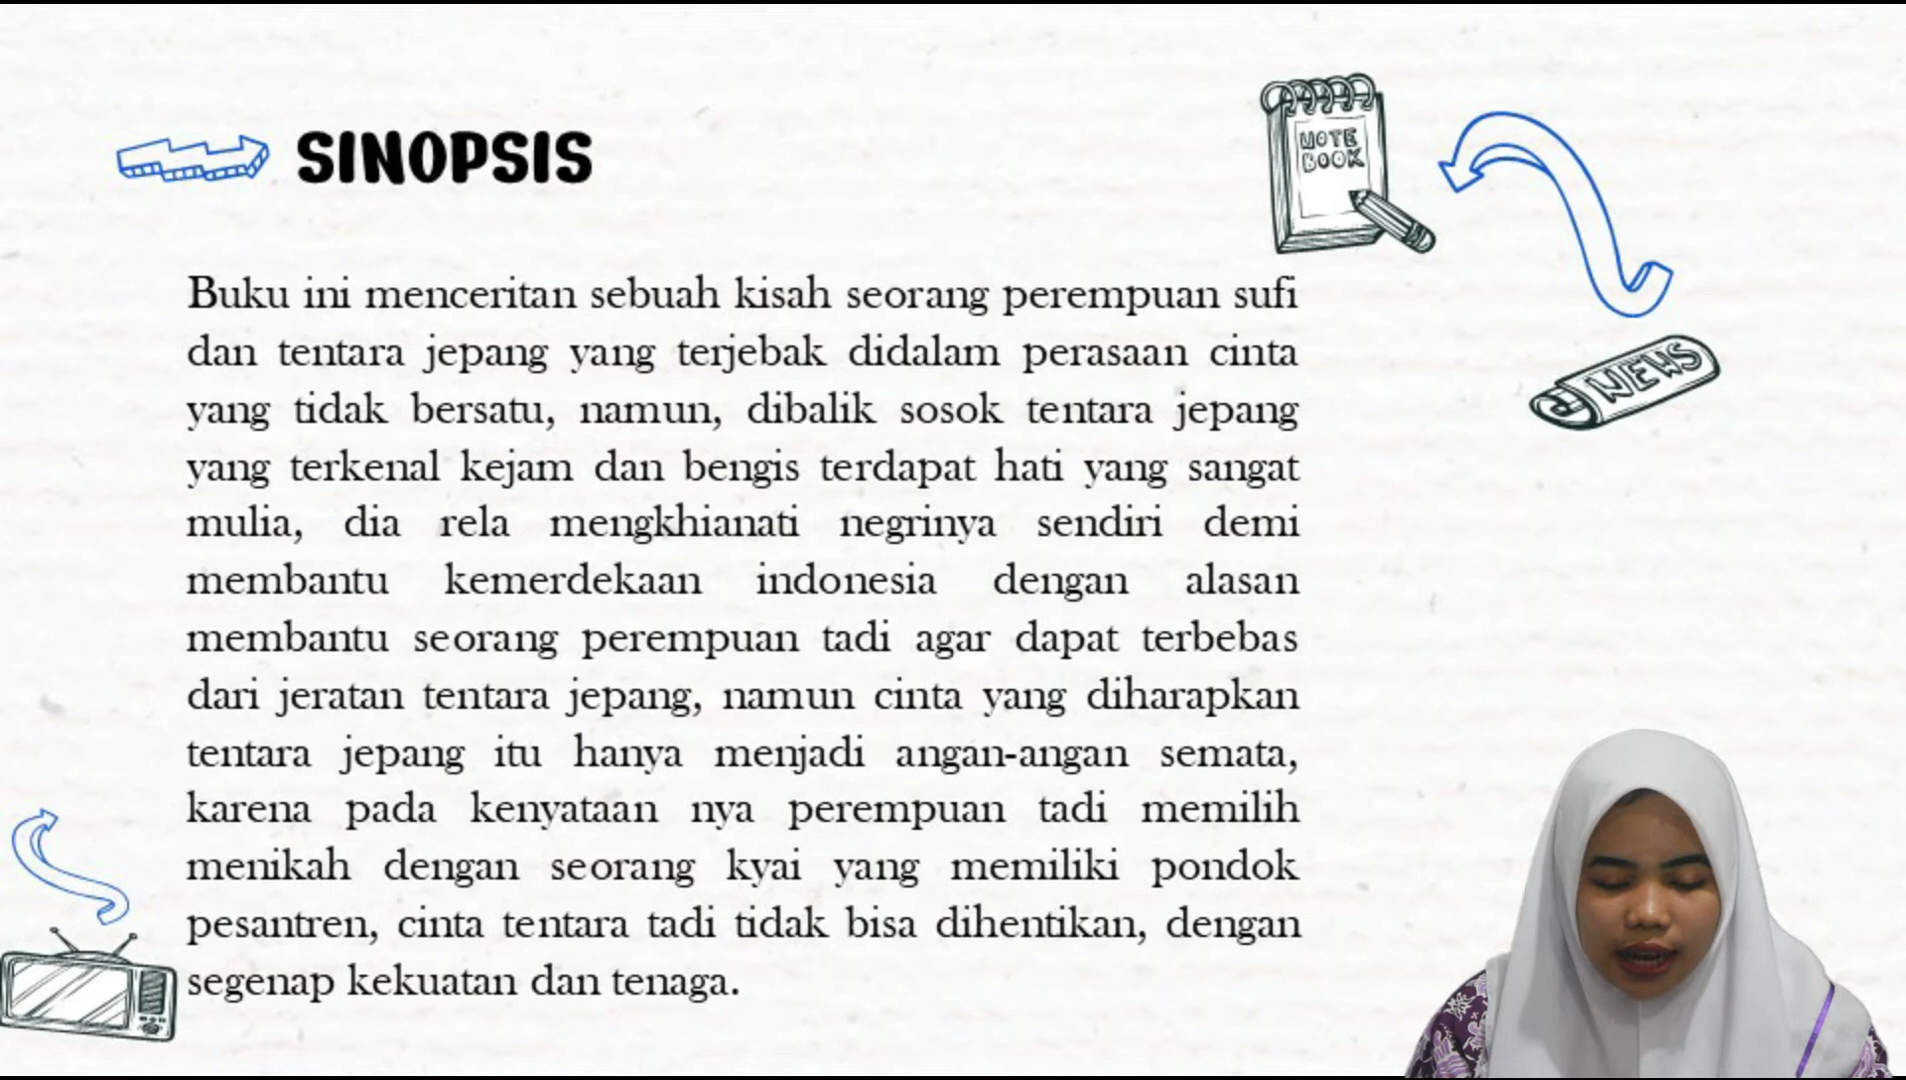 SINOPSIS
NOTE
BOOK
NEWS
Buku ini menceritan sebuah kisah seorang perempuan sufi
dan tentara jepang yang terjebak didalam perasaan cinta
yang tidak bersatu, namun, dibalik sosok tentara jepang
yang terkenal kejam dan bengis terdapat hati yang sangat
mulia, dia rela mengkhianati negrinya sendiri demi
membantu kemerdekaan indonesia dengan alasan
membantu seorang perempuan tadi agar dapat terbebas
dari jeratan tentara jepang, namun cinta yang diharapkan
tentara jepang itu hanya menjadi angan-angan semata,
karena pada kenyataan nya perempuan tadi memilih
menikah dengan seorang kyai yang memiliki pondok
pesantren, cinta tentara tadi tidak bisa dihentikan, dengan
segenap kekuatan dan tenaga.